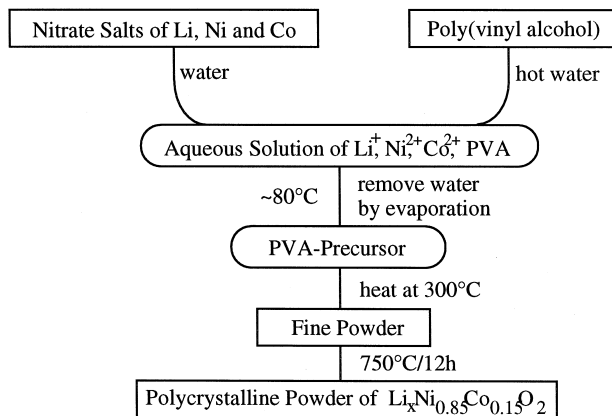 Nitrate Salts of Li, Ni and Co
Poly(vinyl alcohol)
water
hot water
Aqueous Solution of Li⁺, Ni²⁺, Co²⁺, PVA
~80°C
remove water
by evaporation
PVA-Precursor
heat at 300°C
Fine Powder
750°C/12h
Polycrystalline Powder of LiₓNi₀.₈₅Co₀.₁₅O₂